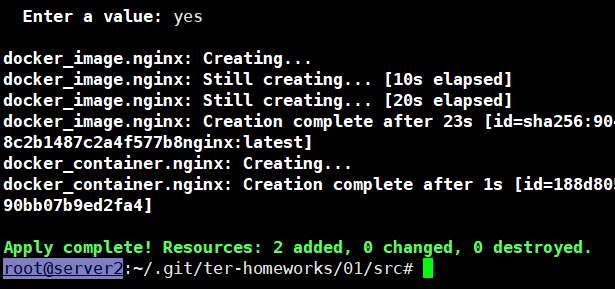 Enter a value: yes
docker_image.nginx: Creating...
docker_image.nginx: Still creating... [10s elapsed]
docker_image.nginx: Still creating... [20s elapsed]
docker_image.nginx: Creation complete after 23s [id=sha256:904
8c2b1487c2a4f577b8nginx:latest]
docker_container.nginx: Creating...
docker_container.nginx: Creation complete after 1s [id=188d805
90bb07b9ed2fa4]
Apply complete! Resources: 2 added, 0 changed, 0 destroyed.
root@server2:~/.git/ter-homeworks/01/src#